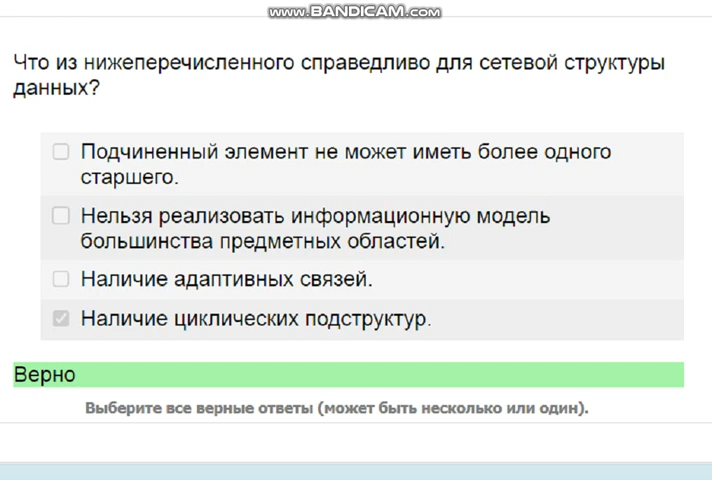 www.BANDICAM.com
Что из нижеперечисленного справедливо для сетевой структуры
данных?
Подчиненный элемент не может иметь более одного
старшего.
Нельзя реализовать информационную модель
большинства предметных областей.
Наличие адаптивных связей.
Наличие циклических подструктур.
Верно
Выберите все верные ответы (может быть несколько или один).